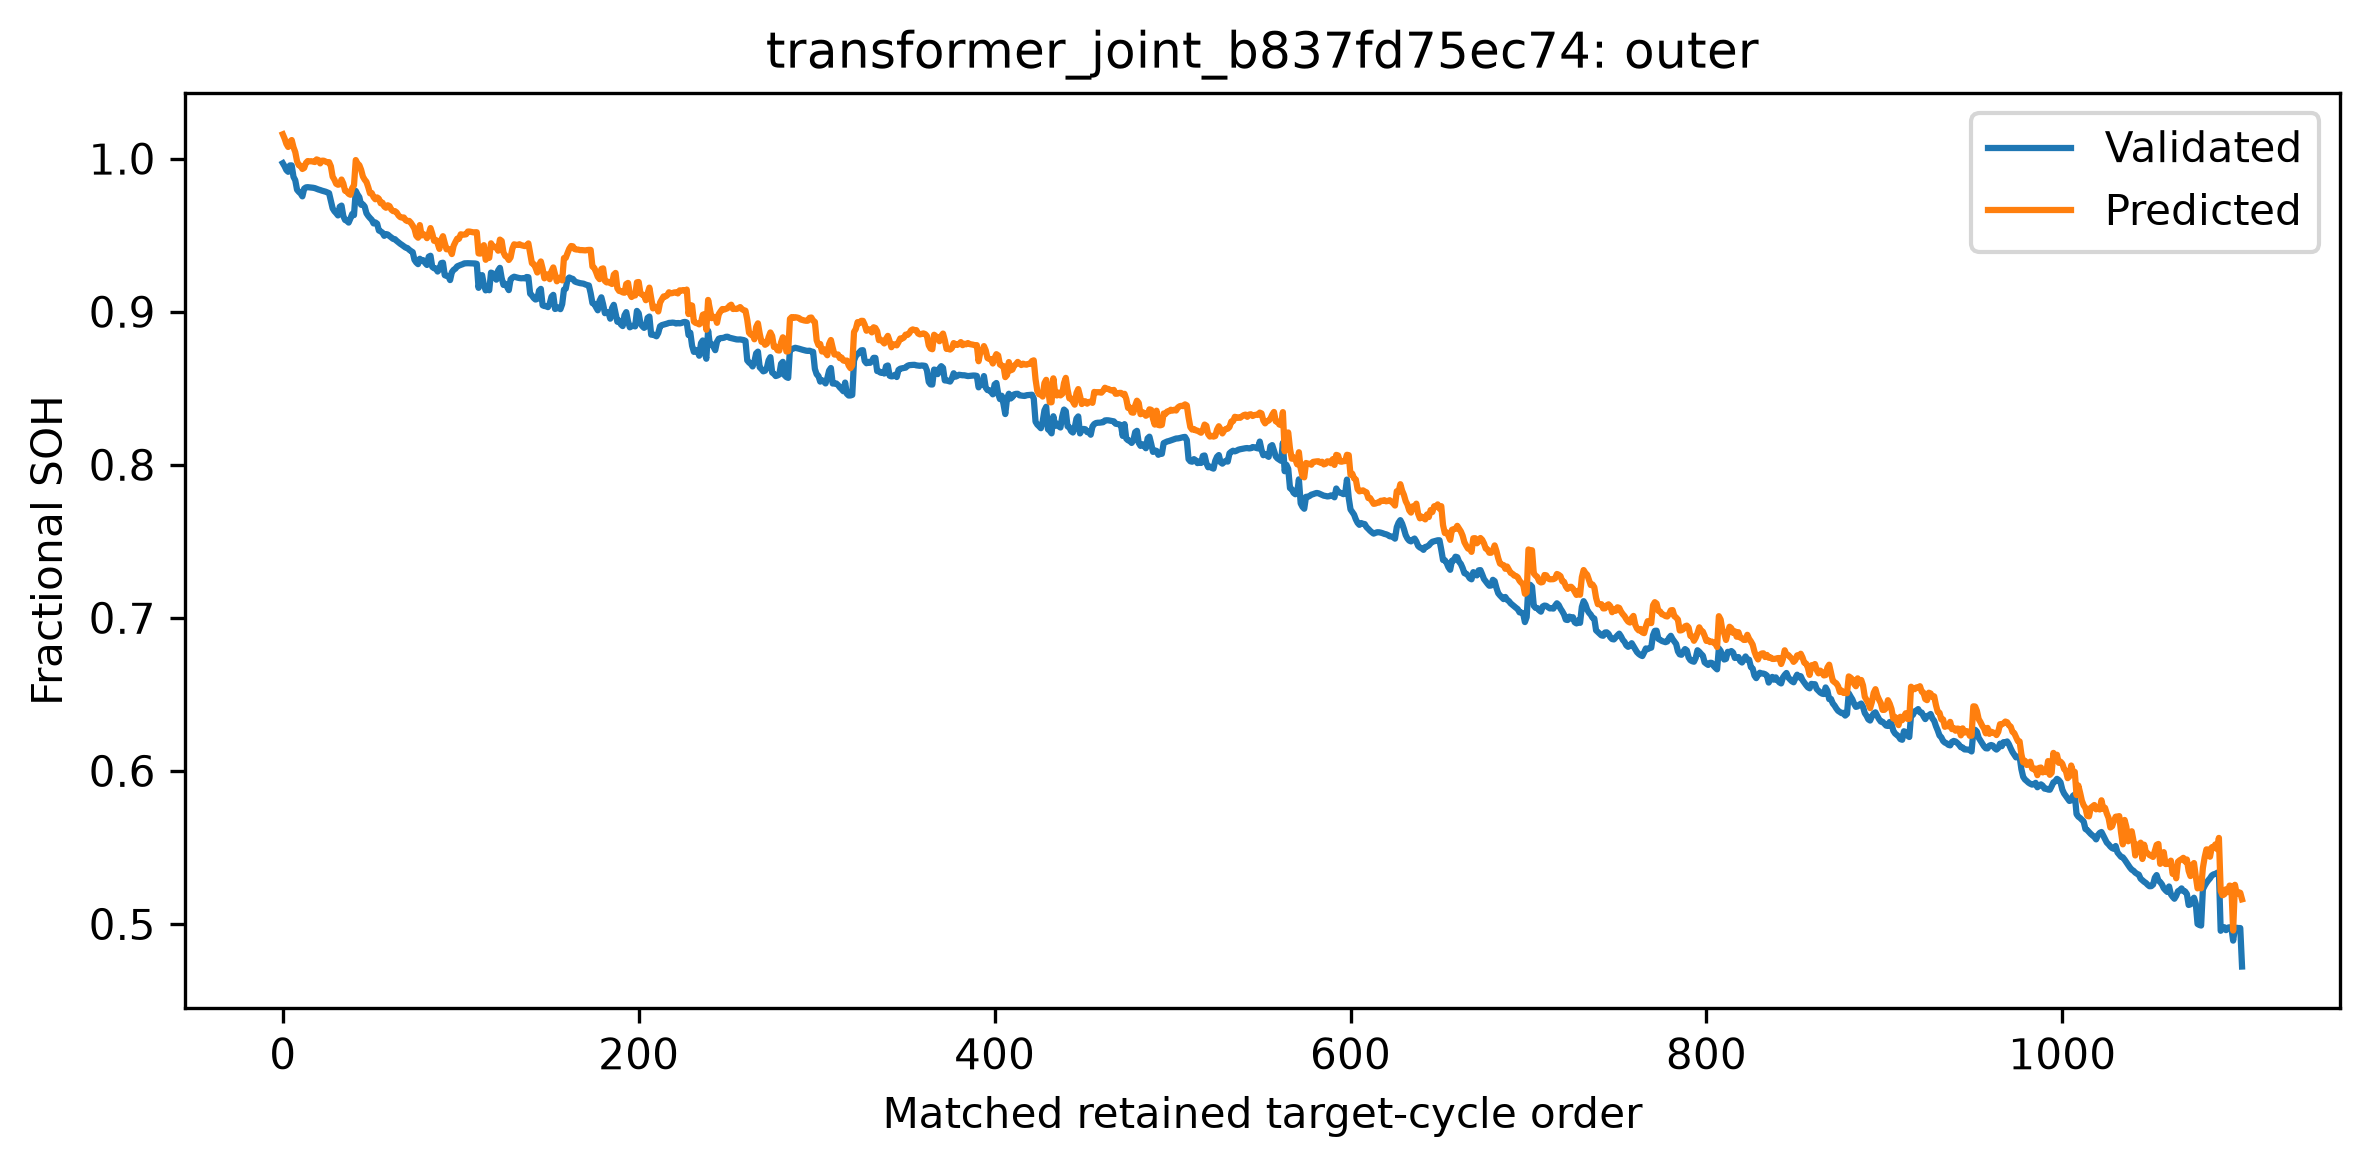 transformer_joint_b837fd75ec74: outer
Validated
Predicted
Fractional SOH
1.0
0.9
0.8
0.7
0.6
0.5
0 200 400 600 800 1000
Matched retained target-cycle order